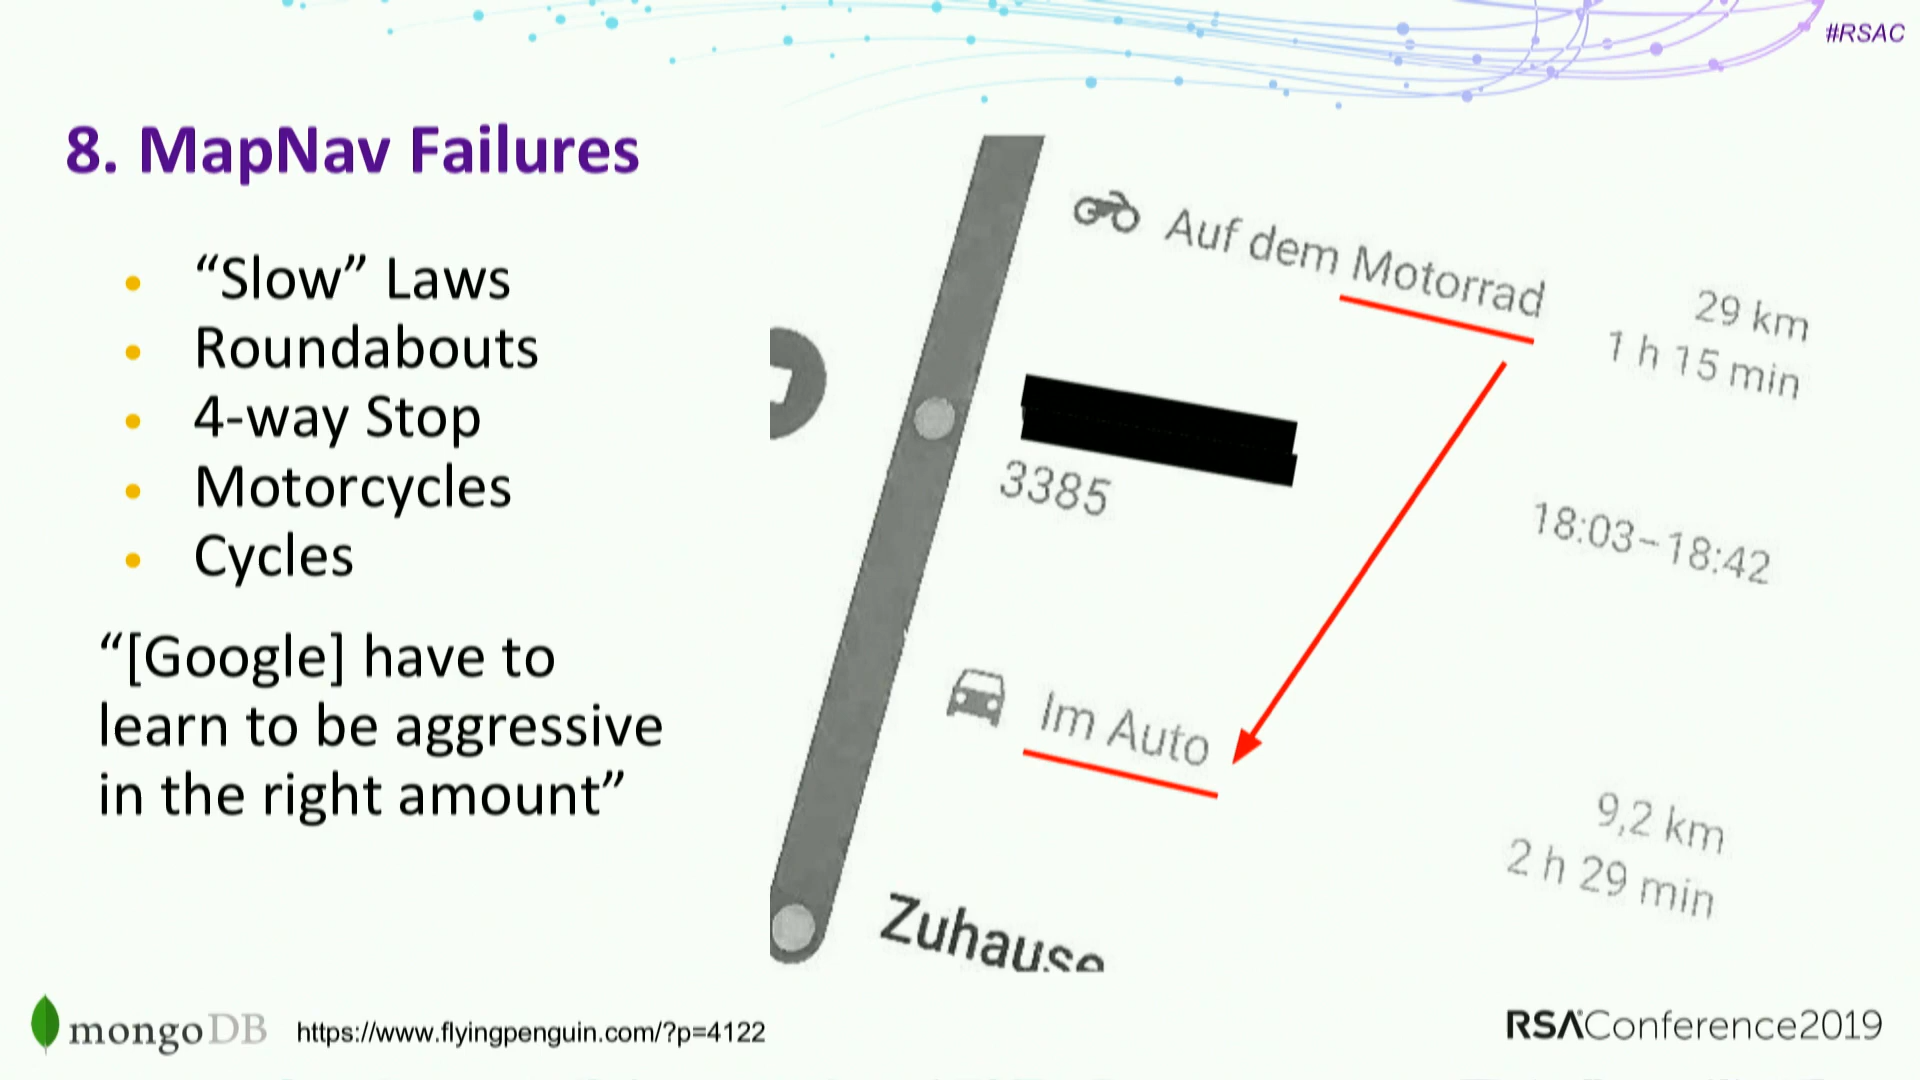 #RSAC
8. MapNav Failures
“Slow” Laws
Roundabouts
4-way Stop
Motorcycles
Cycles
“[Google] have to
learn to be aggressive
in the right amount”
Auf dem Motorrad
29 km
1 h 15 min
3385
18:03–18:42
Im Auto
9,2 km
2 h 29 min
Zuhause
mongoDB
https://www.flyingpenguin.com/?p=4122
RSAConference2019